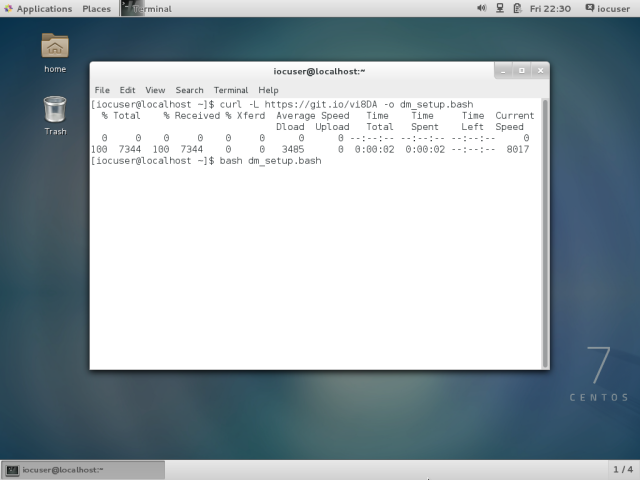 Applications Places Terminal Fri 22:30 iocuser
home
Trash
iocuser@localhost:~
File Edit View Search Terminal Help
[iocuser@localhost ~]$ curl -L https://git.io/vi8DA -o dm_setup.bash
% Total % Received % Xferd Average Speed Time Time Time Current
Dload Upload Total Spent Left Speed
0 0 0 0 0 0 0 0 --:--:-- --:--:-- --:--:-- 0
100 7344 100 7344 0 0 3485 0 0:00:02 0:00:02 --:--:-- 8017
[iocuser@localhost ~]$ bash dm_setup.bash
7
CENTOS
iocuser@localhost:~ 1 / 4